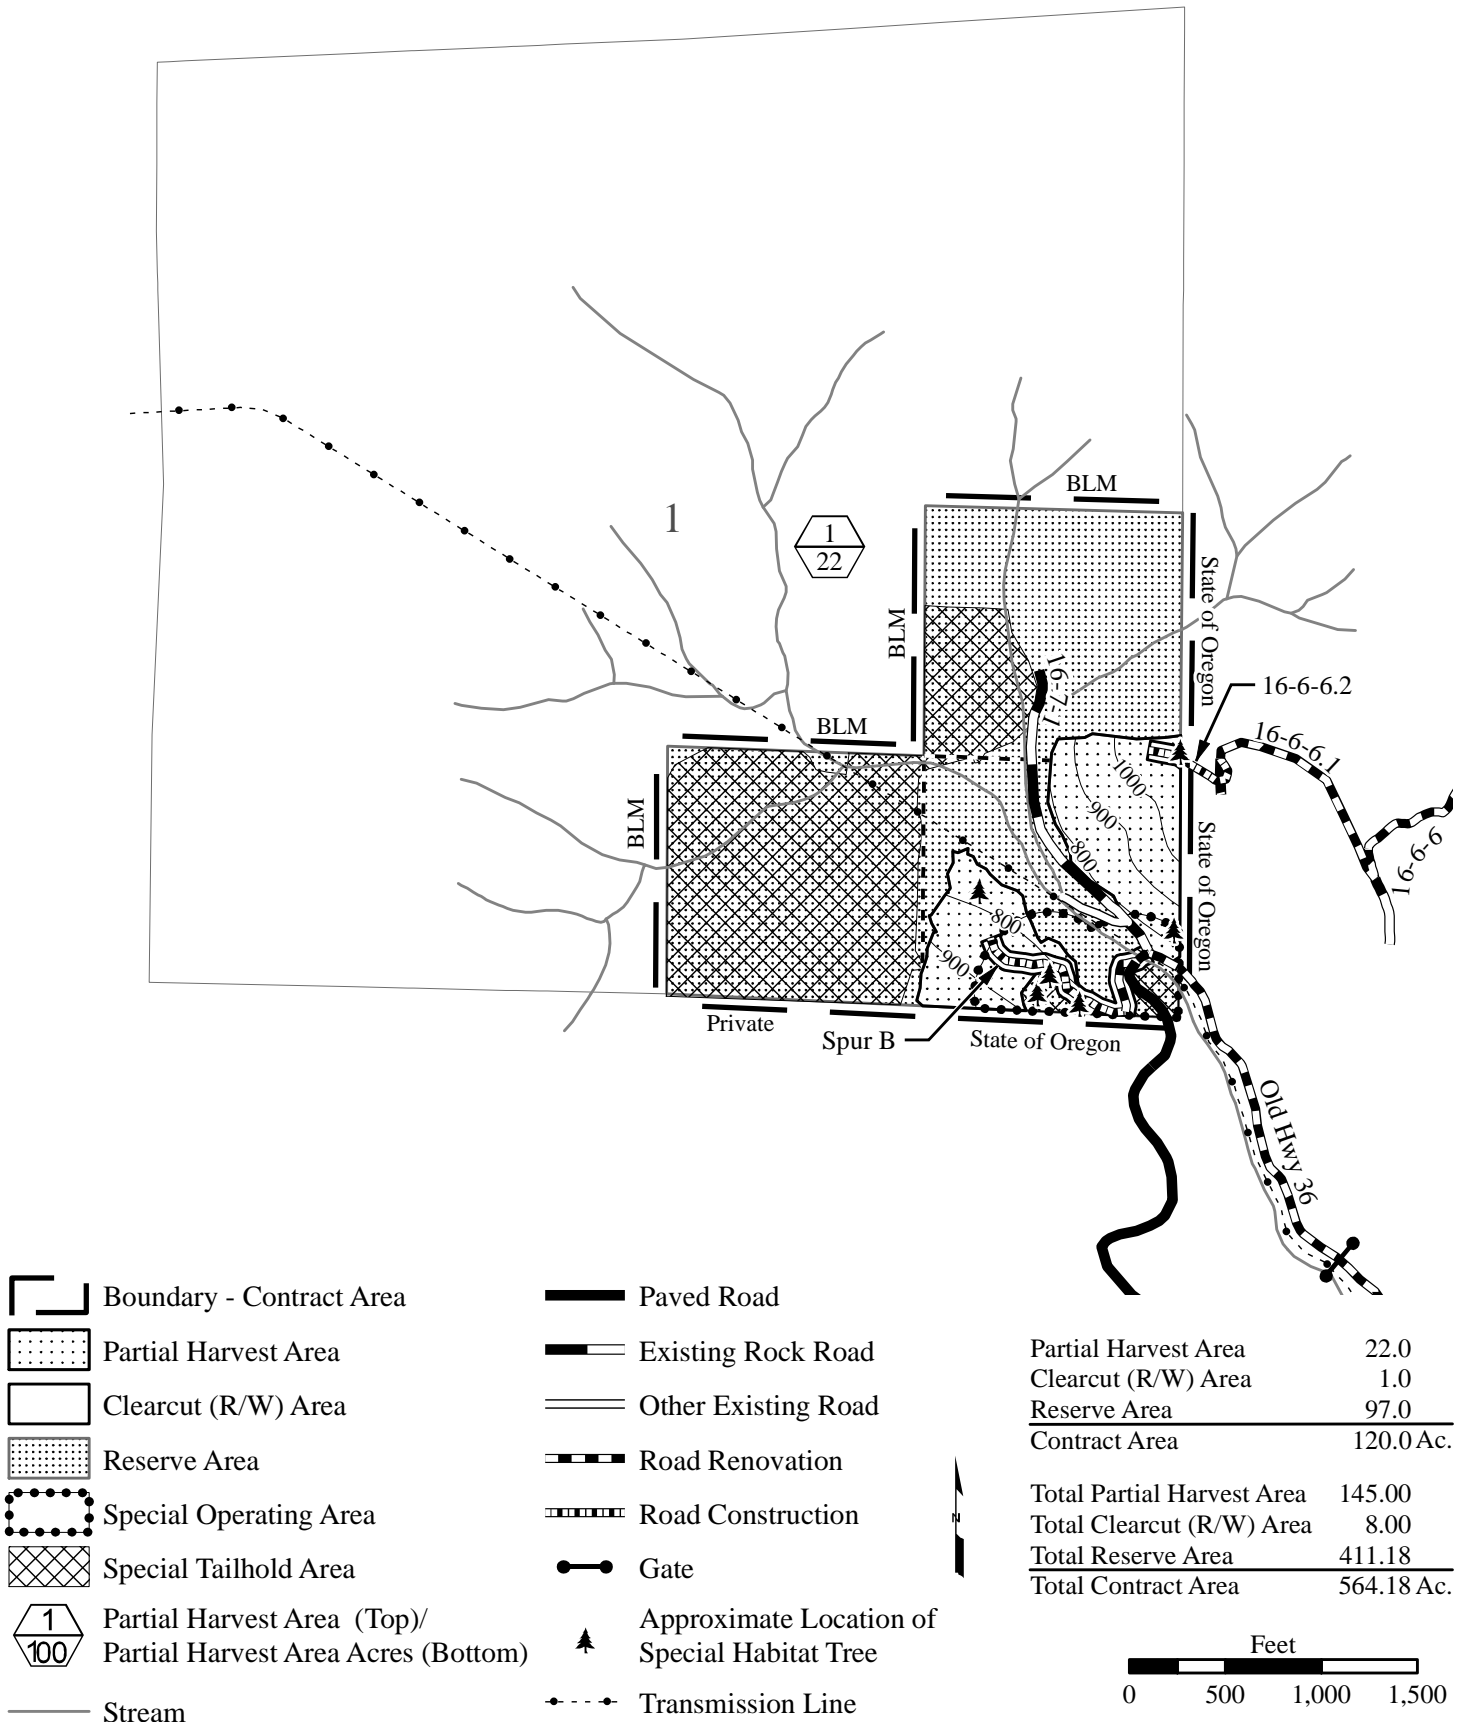 BLM
1
1
22
State of Oregon
BLM
16-7-1
16-6-6.2
BLM
16-6-6.1
1000
BLM
900
State of Oregon
800
16-6-6
800
900
Private
Spur B
State of Oregon
Old Hwy 36
Boundary - Contract Area
Partial Harvest Area
Clearcut (R/W) Area
Reserve Area
Special Operating Area
Special Tailhold Area
1
100
Partial Harvest Area (Top)/
Partial Harvest Area Acres (Bottom)
Stream
Paved Road
Existing Rock Road
Other Existing Road
Road Renovation
Road Construction
Gate
Approximate Location of
Special Habitat Tree
Transmission Line
N
Partial Harvest Area 22.0
Clearcut (R/W) Area 1.0
Reserve Area 97.0
Contract Area 120.0 Ac.
Total Partial Harvest Area 145.00
Total Clearcut (R/W) Area 8.00
Total Reserve Area 411.18
Total Contract Area 564.18 Ac.
Feet
0 500 1,000 1,500